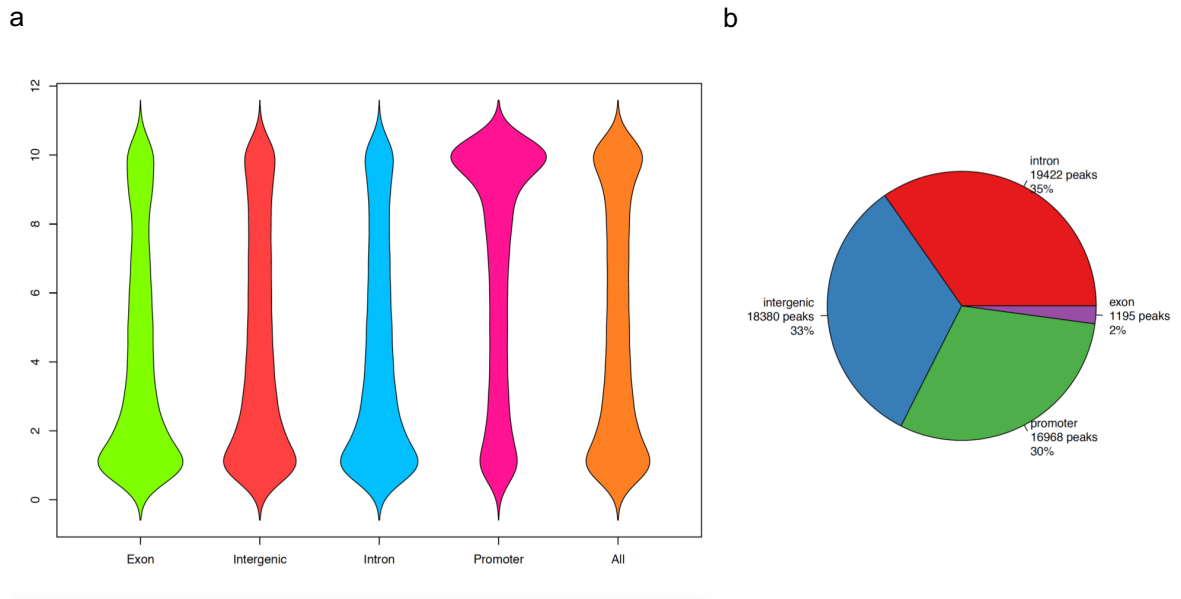 a
b
12
10
8
6
4
2
0
Exon Intergenic Intron Promoter All
intron
19422 peaks
35%
intergenic
18380 peaks
33%
exon
1195 peaks
2%
promoter
16968 peaks
30%